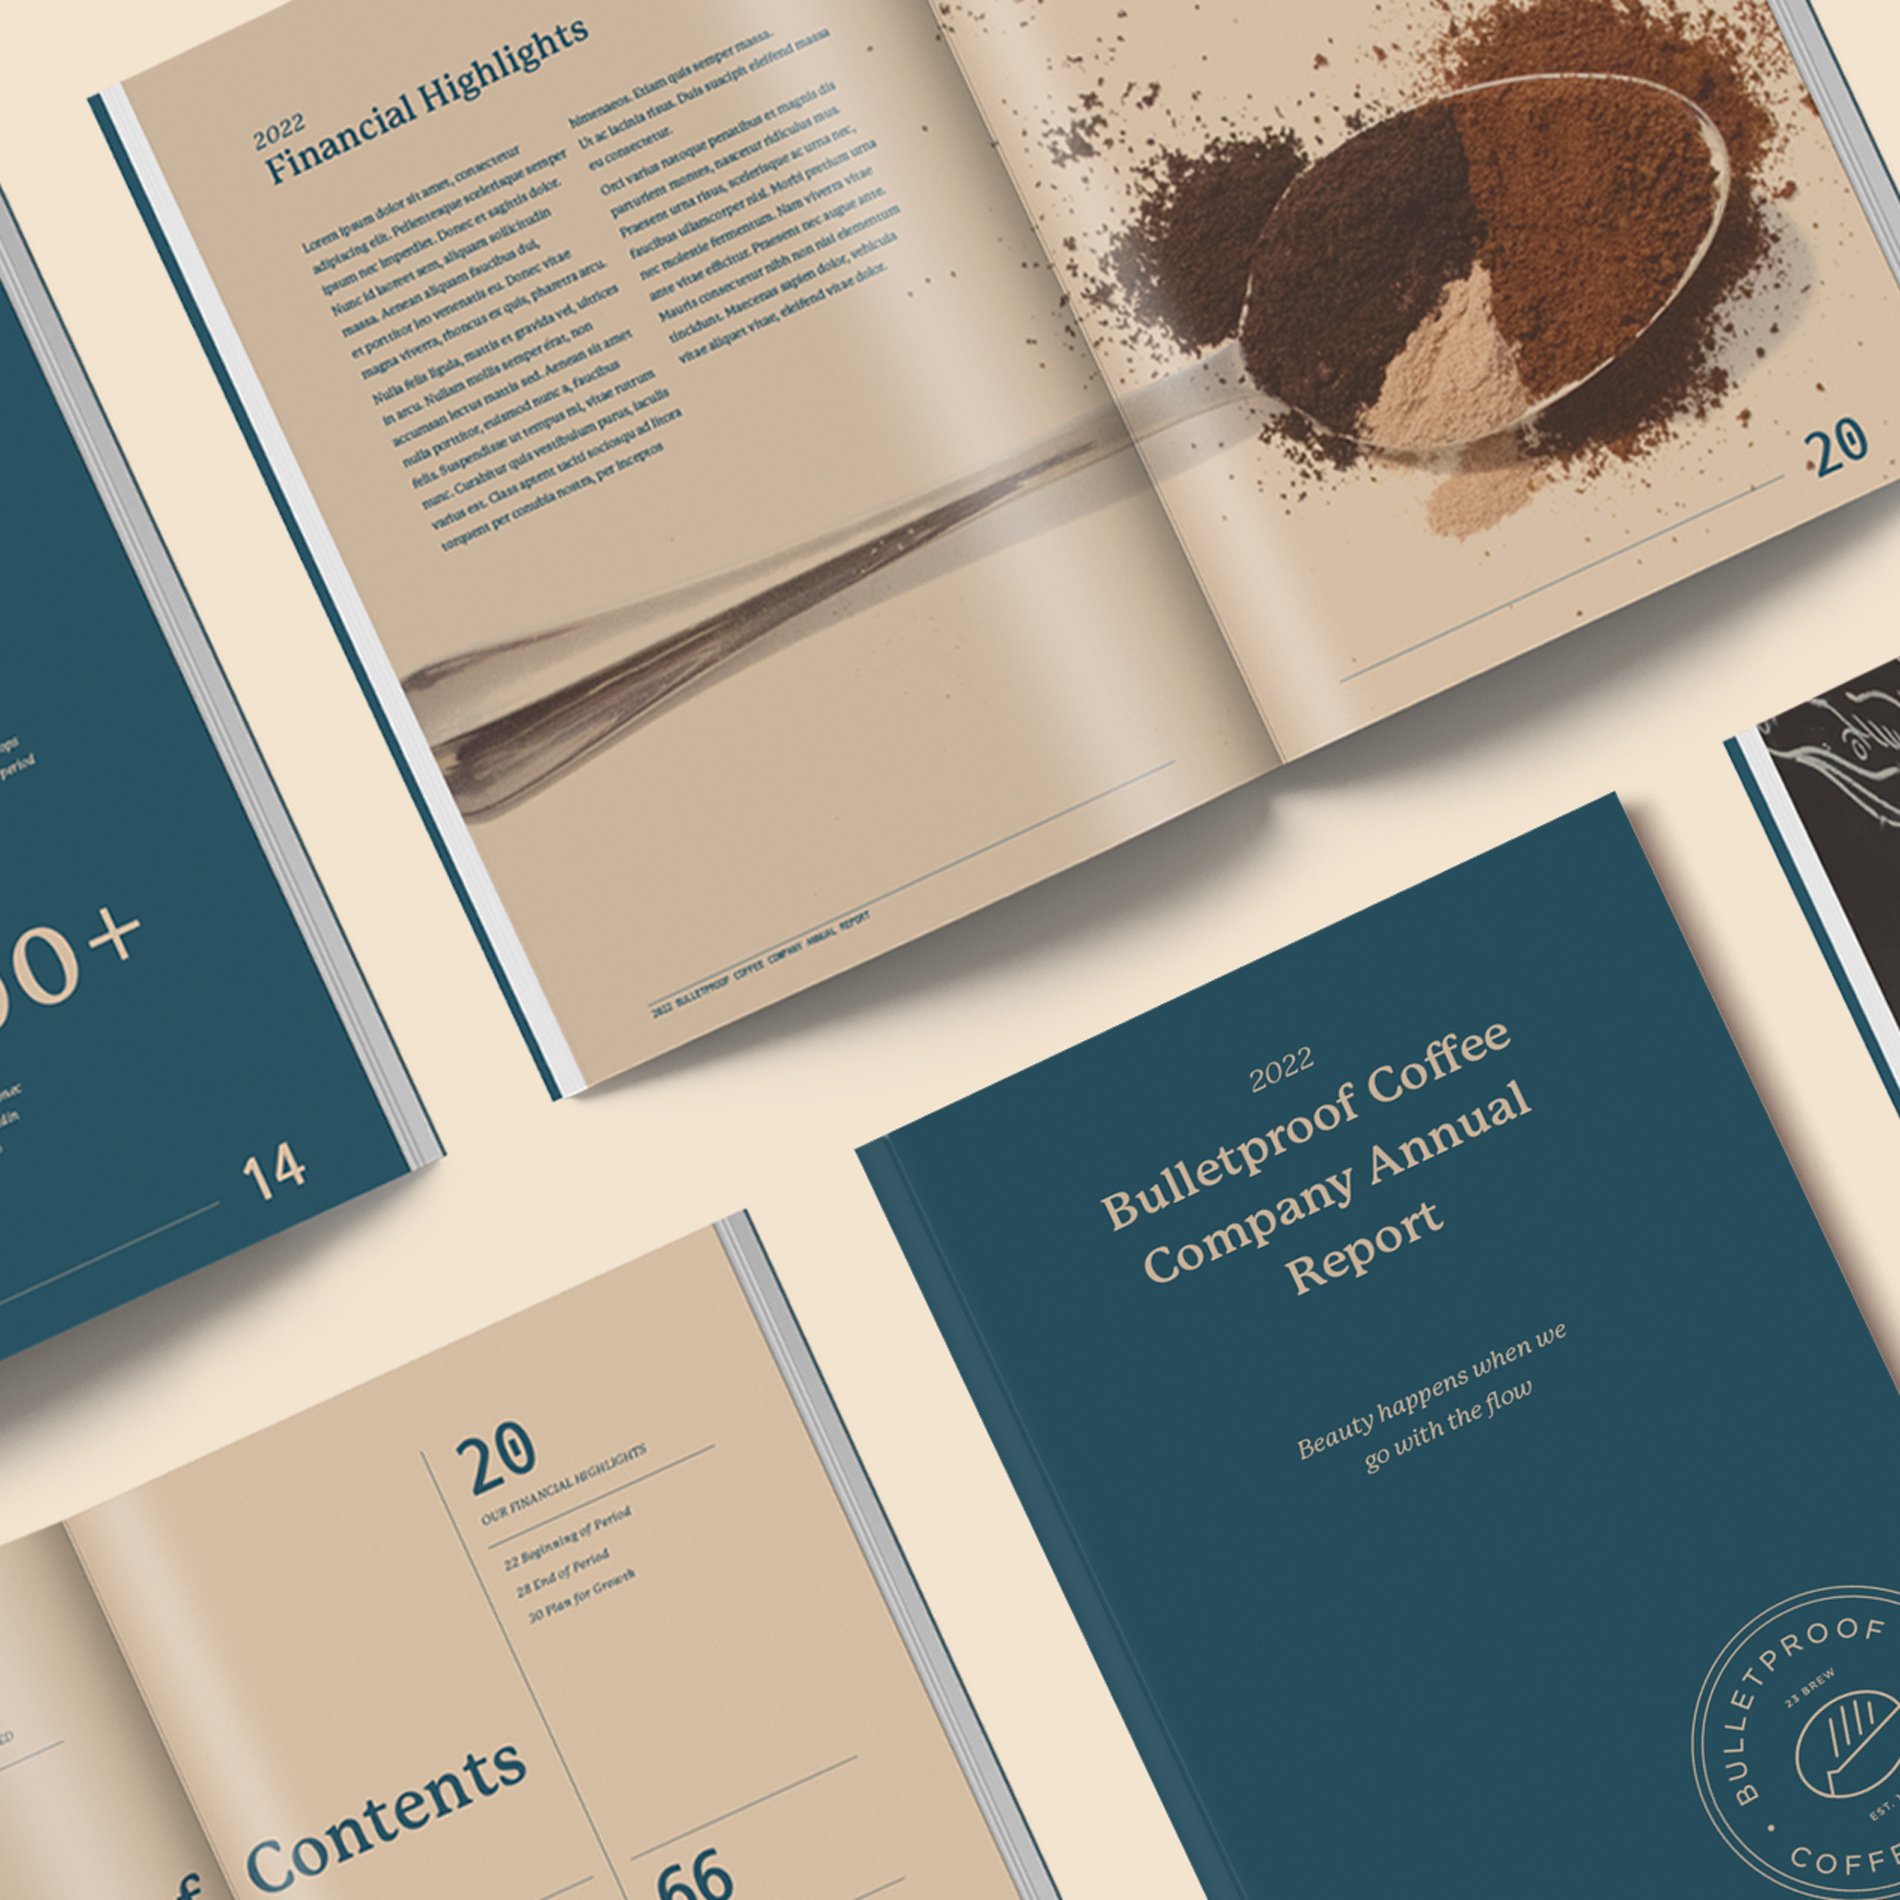 2022
Financial Highlights
Lorem ipsum dolor sit amet, consectetur
adipiscing elit. Pellentesque scelerisque semper
ipsum nec imperdiet. Donec et sagittis dolor.
Nunc id laoreet sem, aliquam sollicitudin
massa. Aenean aliquam faucibus dui,
et porttitor leo venenatis eu. Donec vitae
magna viverra, rhoncus ex quis, pharetra arcu.
Nulla felis ligula, mattis et gravida vel, ultrices
in arcu. Nullam mollis semper erat, non
accumsan lectus mattis sed. Aenean sit amet
nulla porttitor, euismod nunc a, faucibus
felis. Suspendisse ut tempus mi, vitae rutrum
nunc. Curabitur quis vestibulum purus, iaculis
varius est. Class aptent taciti sociosqu ad litora
torquent per conubia nostra, per inceptos
himenaeos. Etiam quis semper massa.
Ut ac lacinia risus. Duis suscipit eleifend massa
eu consectetur.
Orci varius natoque penatibus et magnis dis
parturient montes, nascetur ridiculus mus.
Praesent urna risus, scelerisque ac urna nec,
faucibus ullamcorper nisl. Morbi pretium urna
nec molestie fermentum. Nam viverra vitae
ante vitae efficitur. Praesent nec augue ante.
Mauris consectetur nibh non nisl elementum
tincidunt. Maecenas sapien dolor, vehicula
vitae aliquet vitae, eleifend vitae dolor.
2022 BULLETPROOF COFFEE COMPANY ANNUAL REPORT
20
period
0+
14
20
OUR FINANCIAL HIGHLIGHTS
22 Beginning of Period
28 End of Period
30 Plan for Growth
Contents
66
2022
Bulletproof Coffee
Company Annual
Report
Beauty happens when we
go with the flow
BULLETPROOF
23 BREW
EST.
COFFE